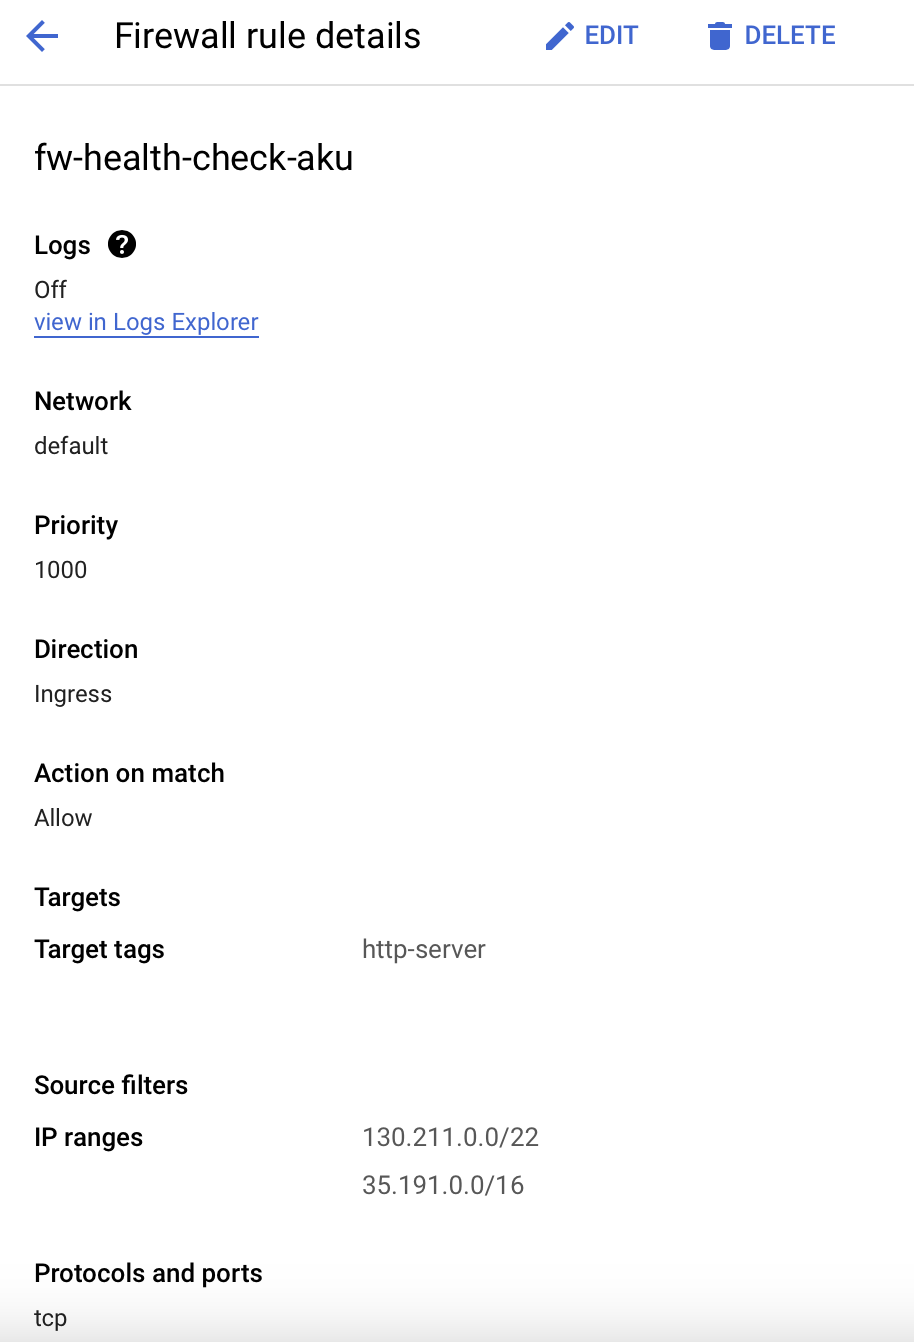 Firewall rule details EDIT DELETE
fw-health-check-aku
Logs ?
Off
view in Logs Explorer
Network
default
Priority
1000
Direction
Ingress
Action on match
Allow
Targets
Target tags http-server
Source filters
IP ranges 130.211.0.0/22
35.191.0.0/16
Protocols and ports
tcp